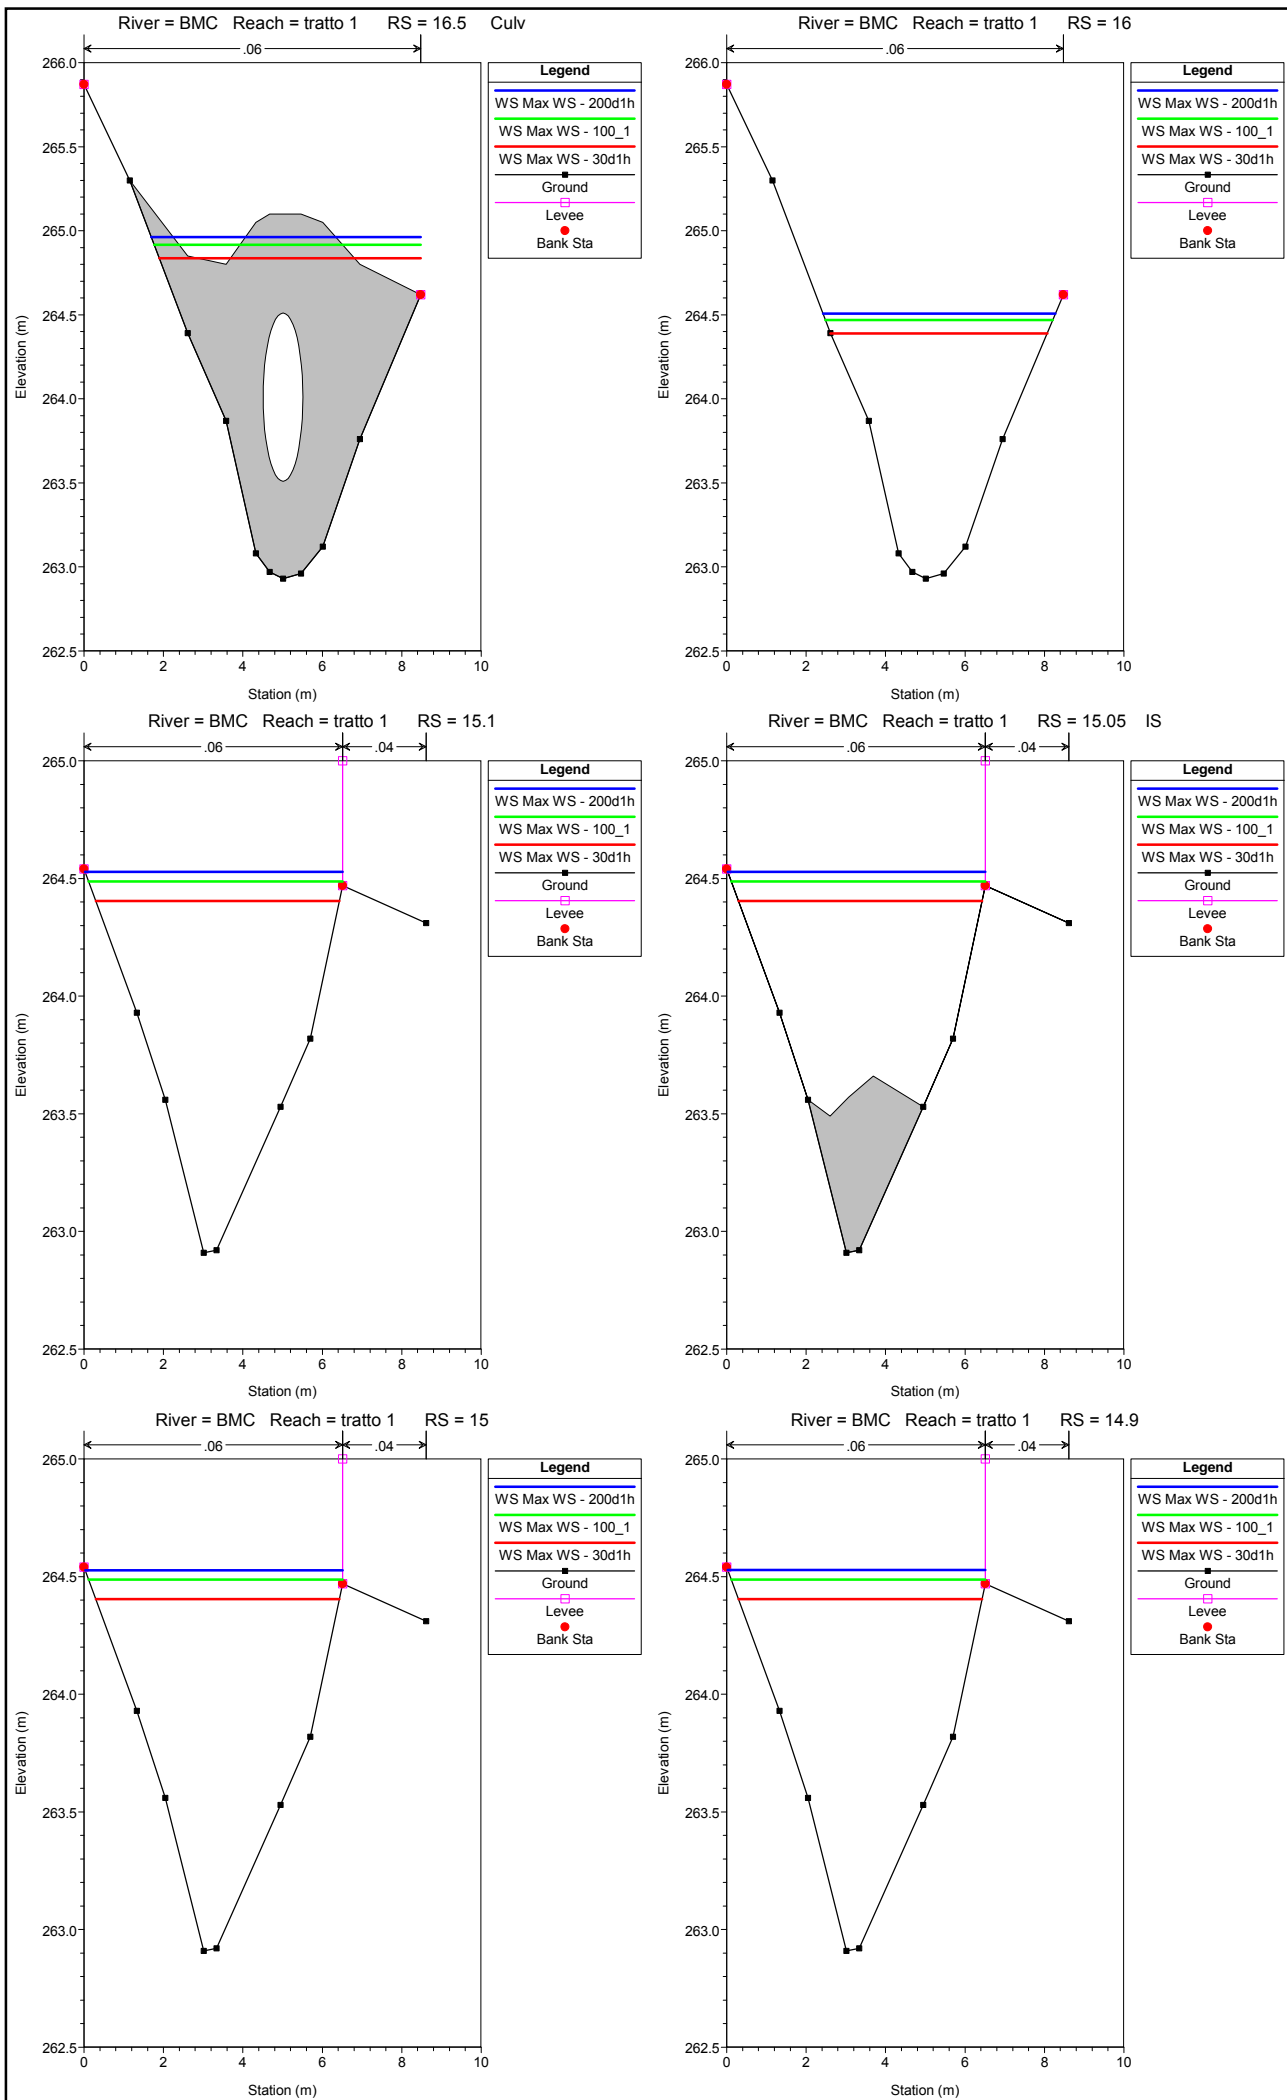 River = BMC Reach = tratto 1 RS = 16.5 Culv
.06
Elevation (m)
266.0
265.5
265.0
264.5
264.0
263.5
263.0
262.5
0 2 4 6 8 10
Station (m)
Legend
WS Max WS - 200d1h
WS Max WS - 100_1
WS Max WS - 30d1h
Ground
Levee
Bank Sta
River = BMC Reach = tratto 1 RS = 16
.06
Elevation (m)
266.0
265.5
265.0
264.5
264.0
263.5
263.0
262.5
0 2 4 6 8 10
Station (m)
Legend
WS Max WS - 200d1h
WS Max WS - 100_1
WS Max WS - 30d1h
Ground
Levee
Bank Sta
River = BMC Reach = tratto 1 RS = 15.1
.06 .04
Elevation (m)
265.0
264.5
264.0
263.5
263.0
262.5
0 2 4 6 8 10
Station (m)
Legend
WS Max WS - 200d1h
WS Max WS - 100_1
WS Max WS - 30d1h
Ground
Levee
Bank Sta
River = BMC Reach = tratto 1 RS = 15.05 IS
.06 .04
Elevation (m)
265.0
264.5
264.0
263.5
263.0
262.5
0 2 4 6 8 10
Station (m)
Legend
WS Max WS - 200d1h
WS Max WS - 100_1
WS Max WS - 30d1h
Ground
Levee
Bank Sta
River = BMC Reach = tratto 1 RS = 15
.06 .04
Elevation (m)
265.0
264.5
264.0
263.5
263.0
262.5
0 2 4 6 8 10
Station (m)
Legend
WS Max WS - 200d1h
WS Max WS - 100_1
WS Max WS - 30d1h
Ground
Levee
Bank Sta
River = BMC Reach = tratto 1 RS = 14.9
.06 .04
Elevation (m)
265.0
264.5
264.0
263.5
263.0
262.5
0 2 4 6 8 10
Station (m)
Legend
WS Max WS - 200d1h
WS Max WS - 100_1
WS Max WS - 30d1h
Ground
Levee
Bank Sta